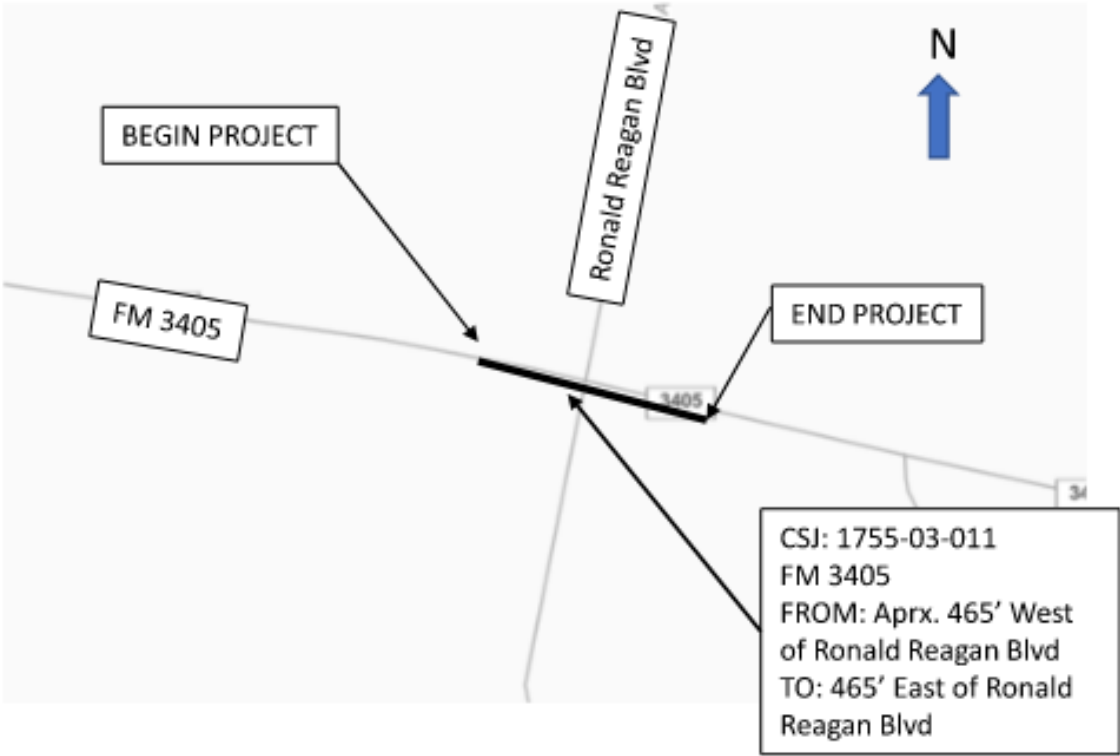 N
Ronald Reagan Blvd
BEGIN PROJECT
FM 3405
END PROJECT
3405
CSJ: 1755-03-011
FM 3405
FROM: Aprx. 465’ West
of Ronald Reagan Blvd
TO: 465’ East of Ronald
Reagan Blvd